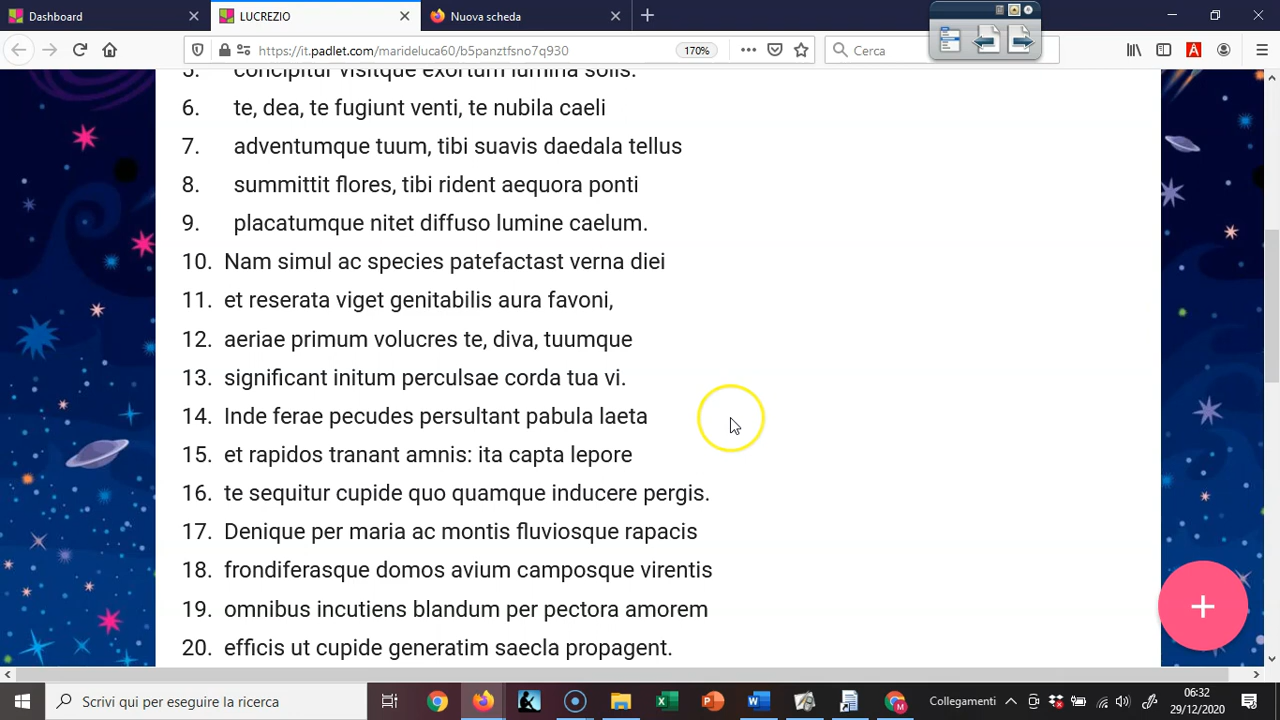 Dashboard
LUCREZIO
Nuova scheda
https://it.padlet.com/marideluca60/b5panztfsno7q930
170%
Cerca
5. concipitur visitque exortum lumina solis.
6. te, dea, te fugiunt venti, te nubila caeli
7. adventumque tuum, tibi suavis daedala tellus
8. summittit flores, tibi rident aequora ponti
9. placatumque nitet diffuso lumine caelum.
10. Nam simul ac species patefactast verna diei
11. et reserata viget genitabilis aura favoni,
12. aeriae primum volucres te, diva, tuumque
13. significant initum perculsae corda tua vi.
14. Inde ferae pecudes persultant pabula laeta
15. et rapidos tranant amnis: ita capta lepore
16. te sequitur cupide quo quamque inducere pergis.
17. Denique per maria ac montis fluviosque rapacis
18. frondiferasque domos avium camposque virentis
19. omnibus incutiens blandum per pectora amorem
20. efficis ut cupide generatim saecla propagent.
Scrivi qui per eseguire la ricerca
Collegamenti
06:32
29/12/2020